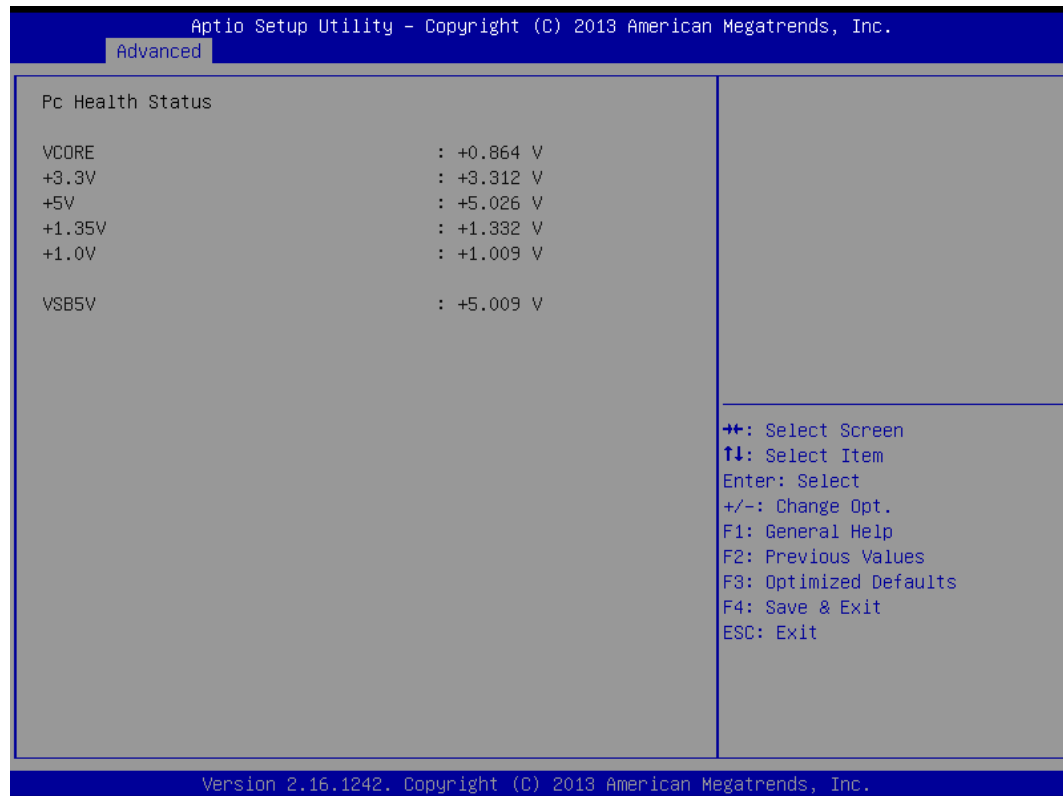 Aptio Setup Utility – Copyright (C) 2013 American Megatrends, Inc.
Advanced
Pc Health Status
VCORE : +0.864 V
+3.3V : +3.312 V
+5V : +5.026 V
+1.35V : +1.332 V
+1.0V : +1.009 V
VSB5V : +5.009 V
→←: Select Screen
↑↓: Select Item
Enter: Select
+/-: Change Opt.
F1: General Help
F2: Previous Values
F3: Optimized Defaults
F4: Save & Exit
ESC: Exit
Version 2.16.1242. Copyright (C) 2013 American Megatrends, Inc.